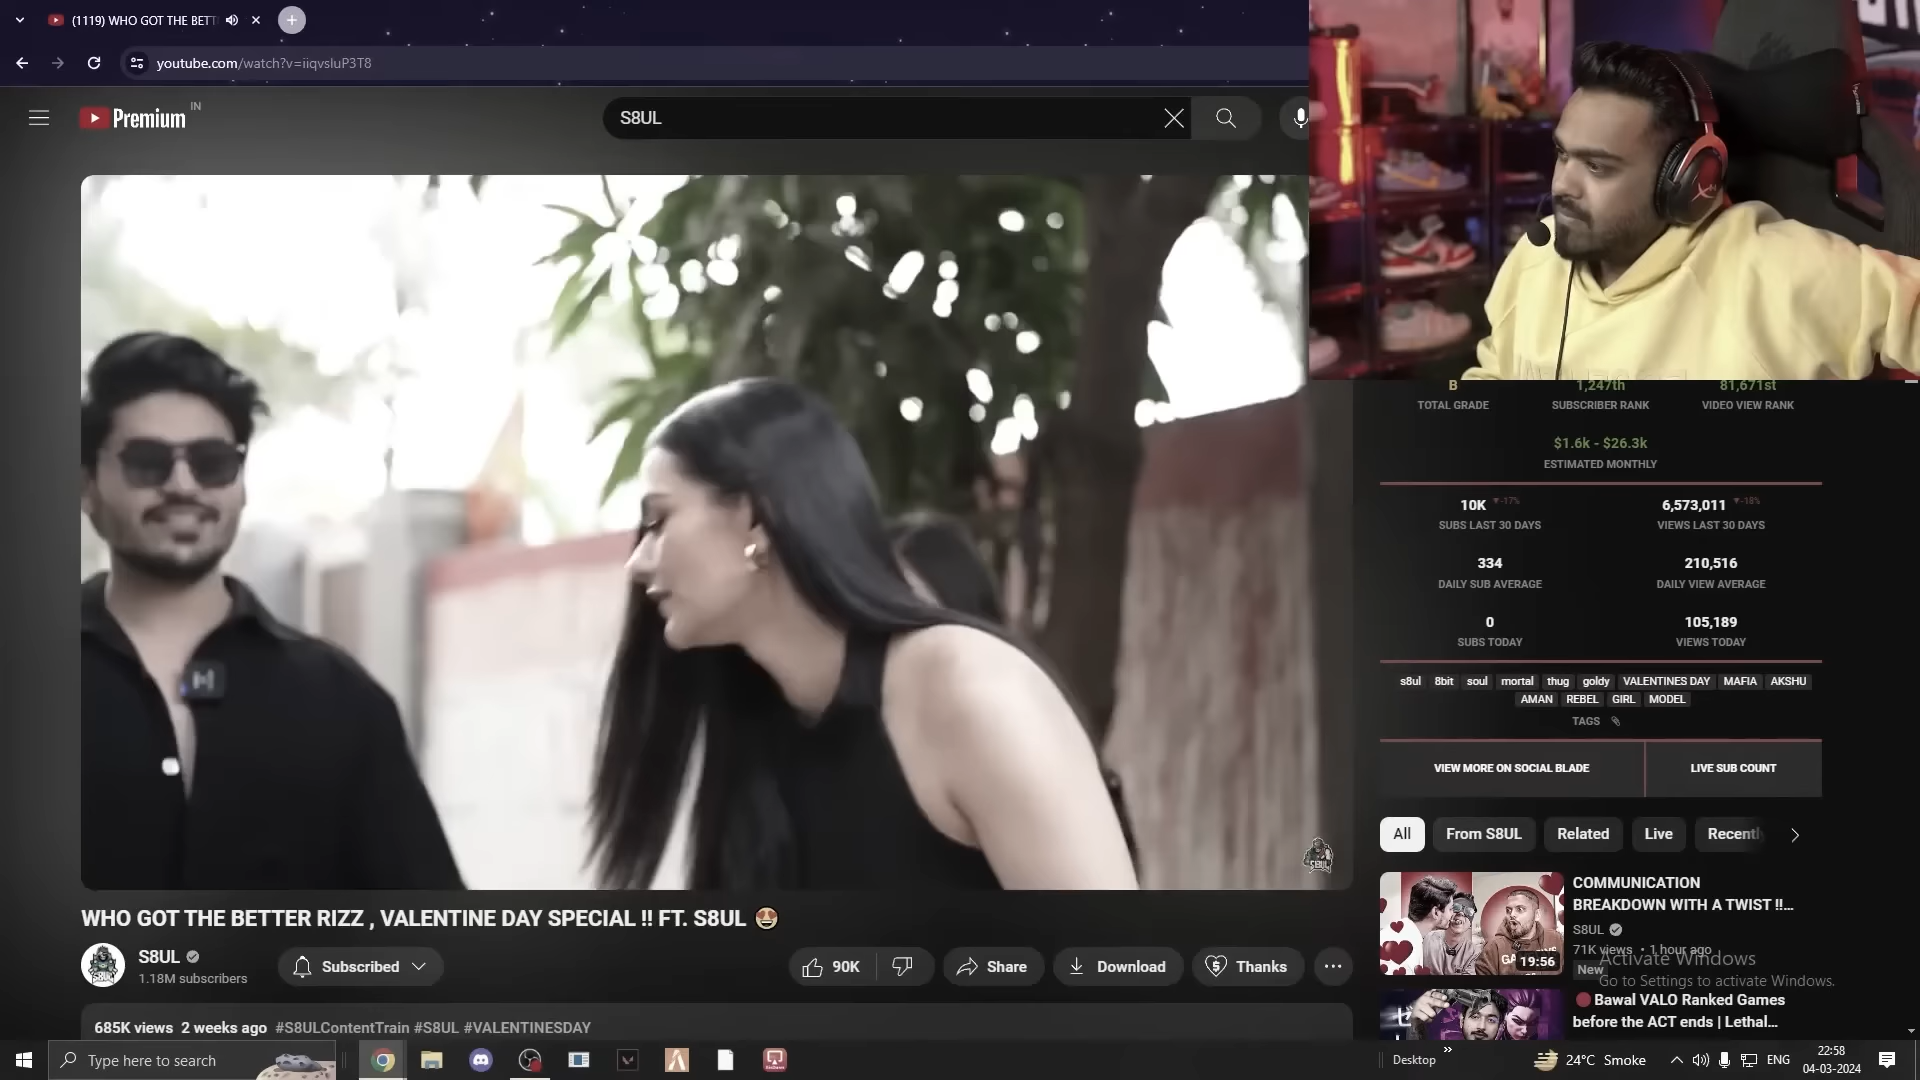 (1119) WHO GOT THE BETT
youtube.com/watch?v=iiqvsluP3T8
Premium IN
S8UL
B 1,247th 81,671st
TOTAL GRADE SUBSCRIBER RANK VIDEO VIEW RANK
$1.6k - $26.3k
ESTIMATED MONTHLY
10K -17% 6,573,011 -18%
SUBS LAST 30 DAYS VIEWS LAST 30 DAYS
334 210,516
DAILY SUB AVERAGE DAILY VIEW AVERAGE
0 105,189
SUBS TODAY VIEWS TODAY
s8ul 8bit soul mortal thug goldy VALENTINES DAY MAFIA AKSHU
AMAN REBEL GIRL MODEL
TAGS
VIEW MORE ON SOCIAL BLADE LIVE SUB COUNT
All From S8UL Related Live Recently
COMMUNICATION
BREAKDOWN WITH A TWIST !!...
S8UL
71K views • 1 hour ago
New
19:56
Activate Windows
Go to Settings to activate Windows.
Bawal VALO Ranked Games
before the ACT ends | Lethal...
WHO GOT THE BETTER RIZZ , VALENTINE DAY SPECIAL !! FT. S8UL
S8UL
1.18M subscribers
Subscribed
90K Share Download Thanks
685K views 2 weeks ago #S8ULContentTrain #S8UL #VALENTINESDAY
Type here to search
Desktop
24°C Smoke
ENG
22:58
04-03-2024